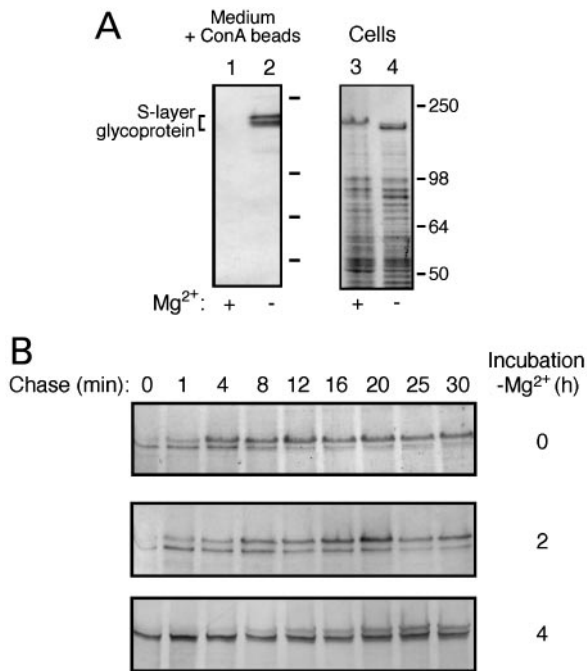 A
Medium
+ ConA beads
Cells
1 2 3 4
S-layer
glycoprotein
250
98
64
50
Mg²⁺: + - + -
B
Incubation
Chase (min): 0 1 4 8 12 16 20 25 30 -Mg²⁺ (h)
0
2
4